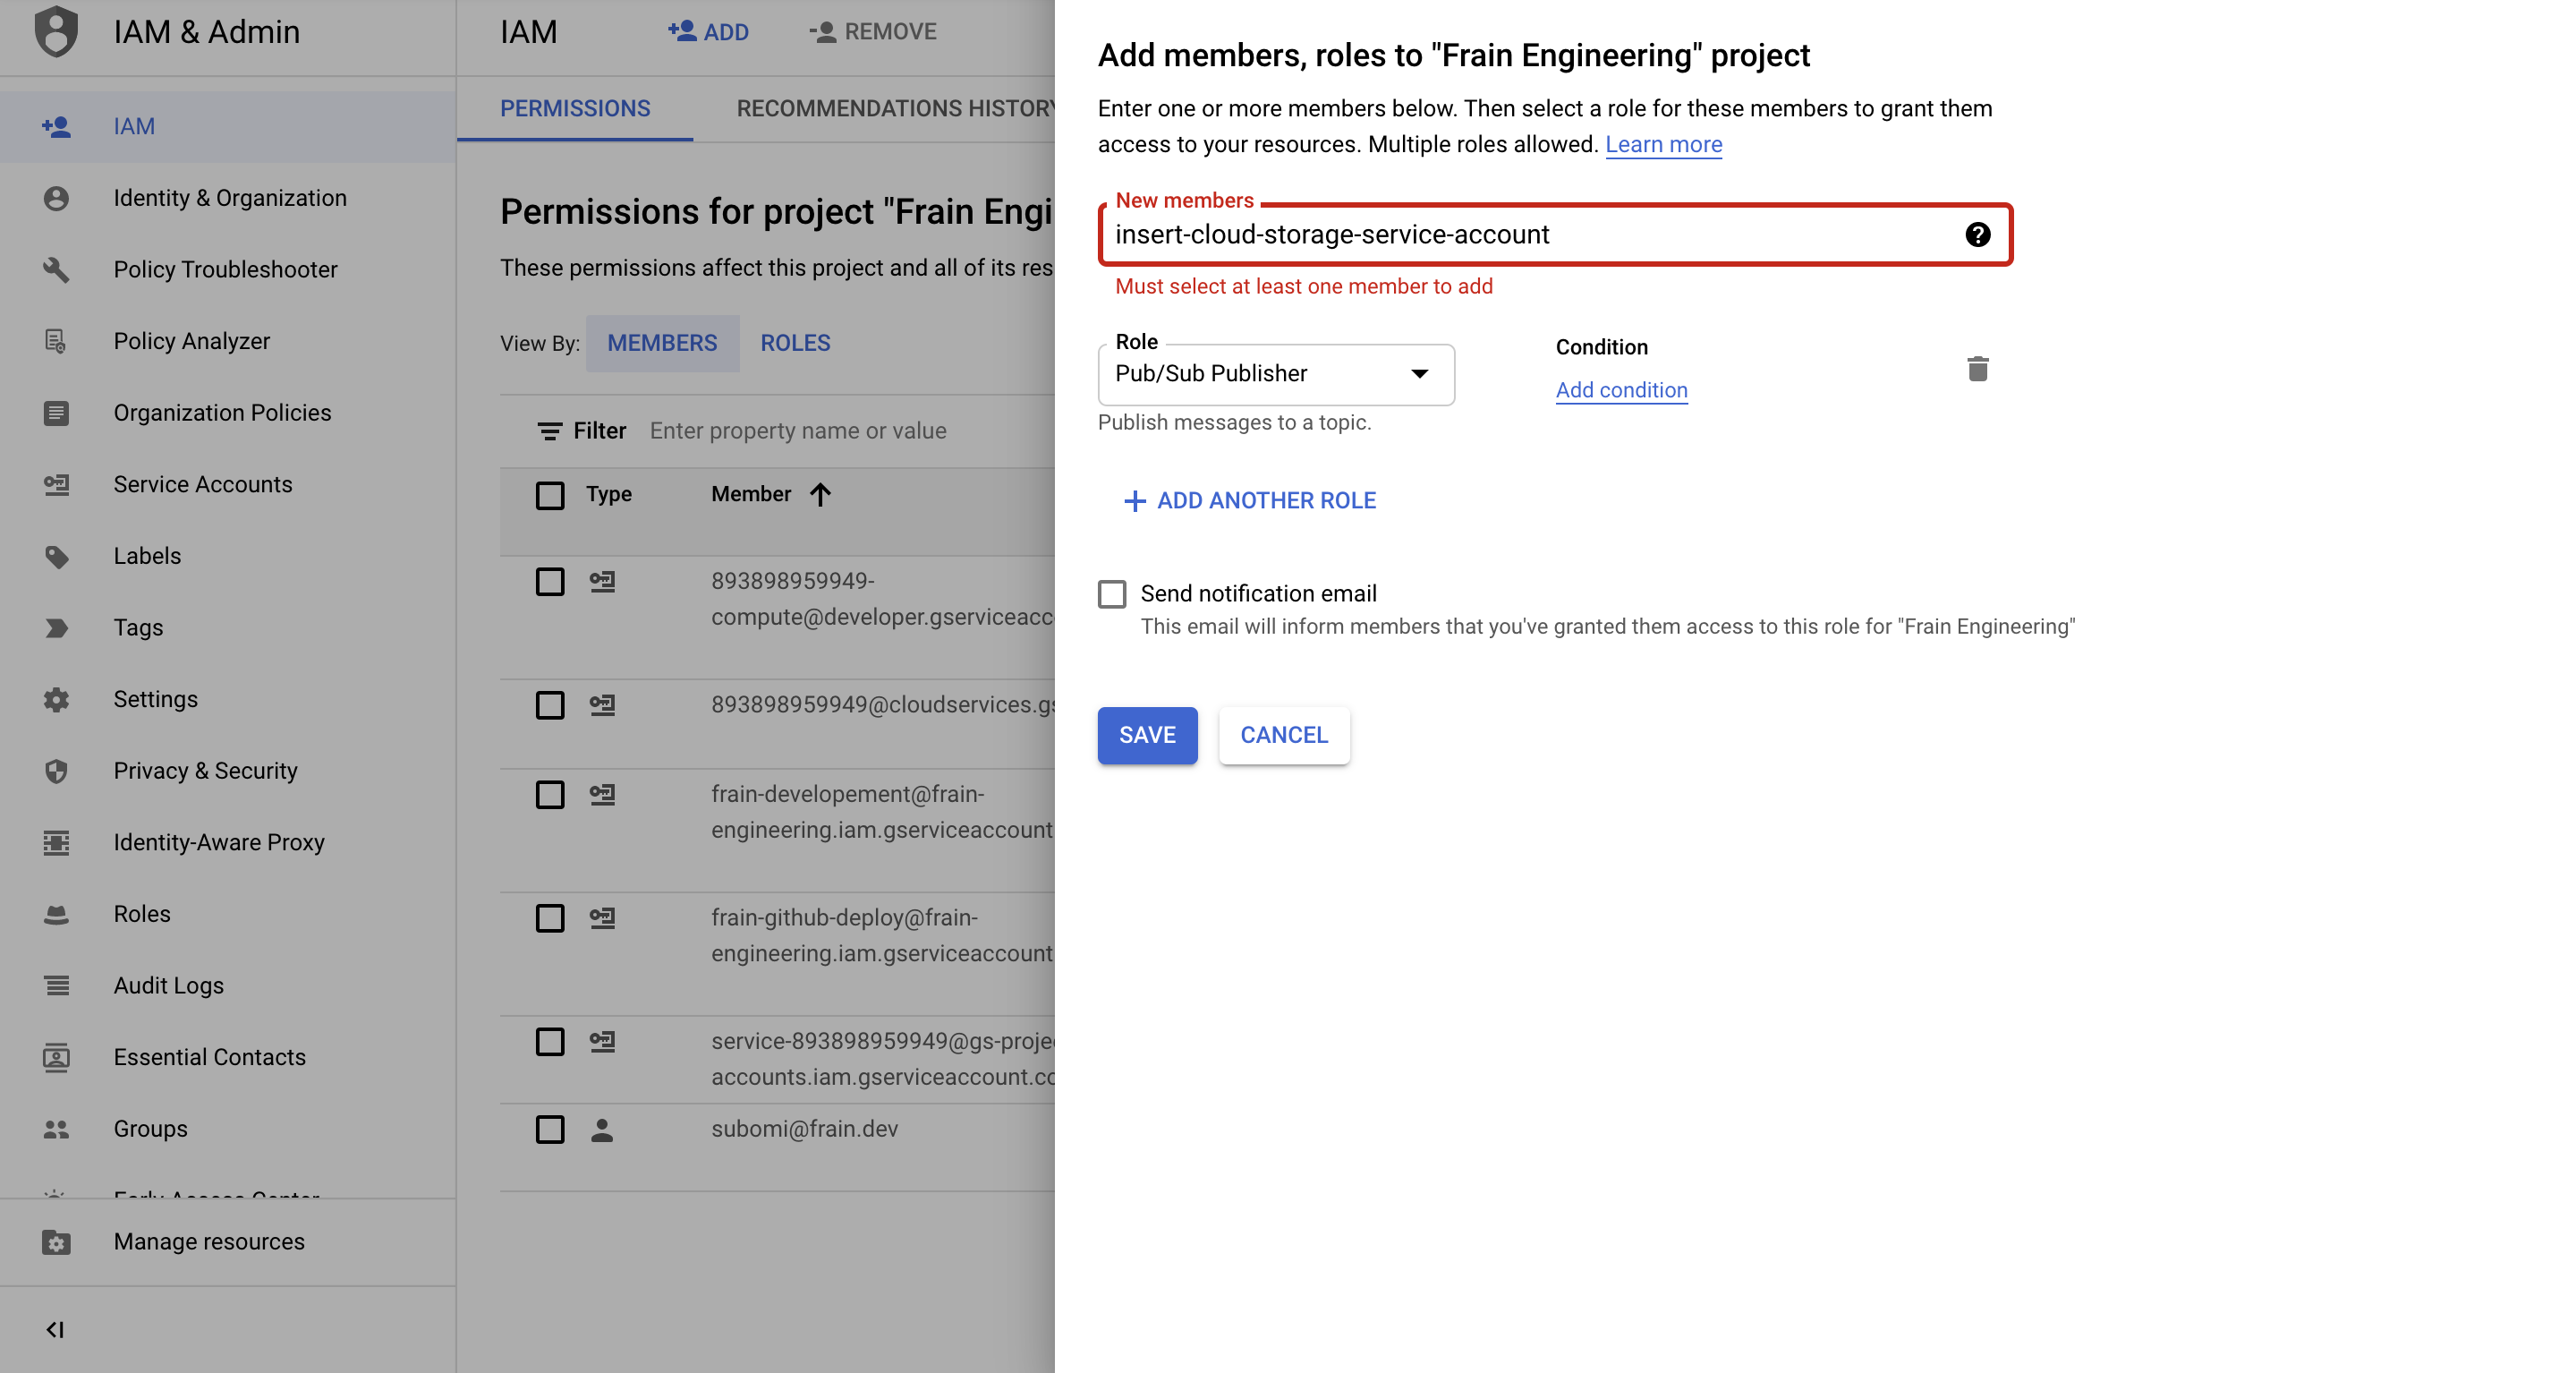 IAM & Admin
IAM
Identity & Organization
Policy Troubleshooter
Policy Analyzer
Organization Policies
Service Accounts
Labels
Tags
Settings
Privacy & Security
Identity-Aware Proxy
Roles
Audit Logs
Essential Contacts
Groups
Early Access Center
Manage resources
IAM
ADD
REMOVE
PERMISSIONS
RECOMMENDATIONS HISTORY
Permissions for project "Frain Engi
These permissions affect this project and all of its res
View By: MEMBERS ROLES
Filter Enter property name or value
Type Member
893898959949-
compute@developer.gserviceacc
893898959949@cloudservices.gs
frain-developement@frain-
engineering.iam.gserviceaccount
frain-github-deploy@frain-
engineering.iam.gserviceaccount
service-893898959949@gs-proje
accounts.iam.gserviceaccount.co
subomi@frain.dev
Add members, roles to "Frain Engineering" project
Enter one or more members below. Then select a role for these members to grant them
access to your resources. Multiple roles allowed. Learn more
New members
insert-cloud-storage-service-account
Must select at least one member to add
Role
Pub/Sub Publisher
Publish messages to a topic.
Condition
Add condition
ADD ANOTHER ROLE
Send notification email
This email will inform members that you've granted them access to this role for "Frain Engineering"
SAVE
CANCEL